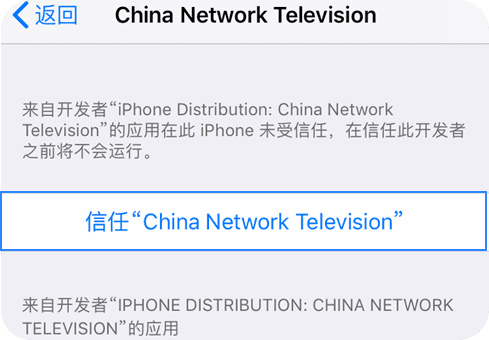 返回 China Network Television
来自开发者“iPhone Distribution: China Network
Television”的应用在此 iPhone 未受信任，在信任此开发者
之前将不会运行。
信任“China Network Television”
来自开发者“IPHONE DISTRIBUTION: CHINA NETWORK
TELEVISION”的应用